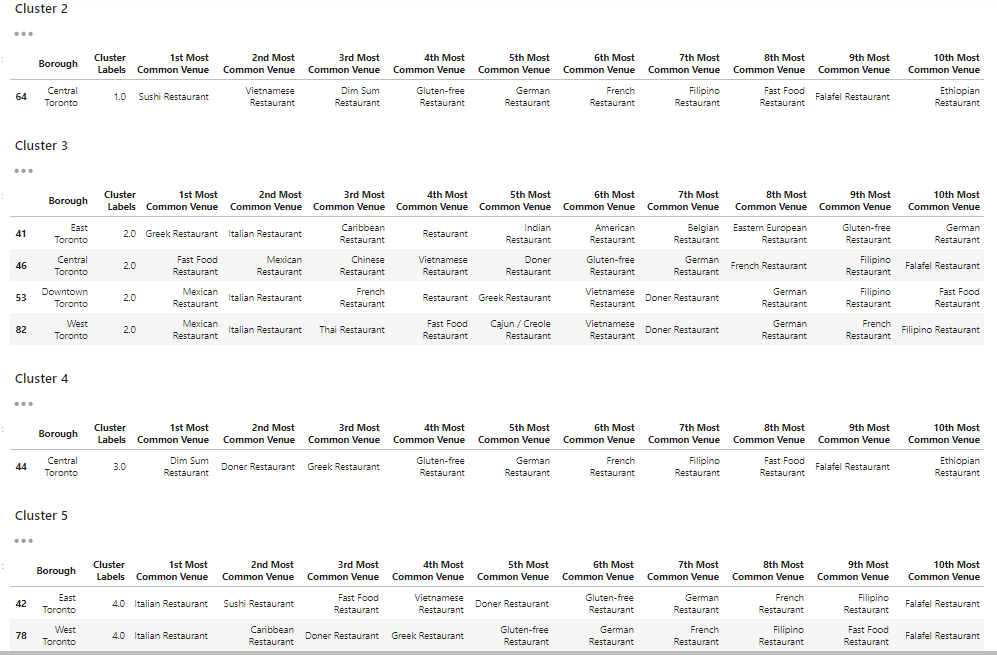 Cluster 2
Borough Cluster Labels 1st Most Common Venue 2nd Most Common Venue 3rd Most Common Venue 4th Most Common Venue 5th Most Common Venue 6th Most Common Venue 7th Most Common Venue 8th Most Common Venue 9th Most Common Venue 10th Most Common Venue
64 Central Toronto 1.0 Sushi Restaurant Vietnamese Restaurant Dim Sum Restaurant Gluten-free Restaurant German Restaurant French Restaurant Filipino Restaurant Fast Food Restaurant Falafel Restaurant Ethiopian Restaurant
Cluster 3
Borough Cluster Labels 1st Most Common Venue 2nd Most Common Venue 3rd Most Common Venue 4th Most Common Venue 5th Most Common Venue 6th Most Common Venue 7th Most Common Venue 8th Most Common Venue 9th Most Common Venue 10th Most Common Venue
41 East Toronto 2.0 Greek Restaurant Italian Restaurant Caribbean Restaurant Restaurant Indian Restaurant American Restaurant Belgian Restaurant Eastern European Restaurant Gluten-free Restaurant German Restaurant
46 Central Toronto 2.0 Fast Food Restaurant Mexican Restaurant Chinese Restaurant Vietnamese Restaurant Doner Restaurant Gluten-free Restaurant German Restaurant French Restaurant Filipino Restaurant Falafel Restaurant
53 Downtown Toronto 2.0 Mexican Restaurant Italian Restaurant French Restaurant Restaurant Greek Restaurant Vietnamese Restaurant Doner Restaurant German Restaurant Filipino Restaurant Fast Food Restaurant
82 West Toronto 2.0 Mexican Restaurant Italian Restaurant Thai Restaurant Fast Food Restaurant Cajun / Creole Restaurant Vietnamese Restaurant Doner Restaurant German Restaurant French Restaurant Filipino Restaurant
Cluster 4
Borough Cluster Labels 1st Most Common Venue 2nd Most Common Venue 3rd Most Common Venue 4th Most Common Venue 5th Most Common Venue 6th Most Common Venue 7th Most Common Venue 8th Most Common Venue 9th Most Common Venue 10th Most Common Venue
44 Central Toronto 3.0 Dim Sum Restaurant Doner Restaurant Greek Restaurant Gluten-free Restaurant German Restaurant French Restaurant Filipino Restaurant Fast Food Restaurant Falafel Restaurant Ethiopian Restaurant
Cluster 5
Borough Cluster Labels 1st Most Common Venue 2nd Most Common Venue 3rd Most Common Venue 4th Most Common Venue 5th Most Common Venue 6th Most Common Venue 7th Most Common Venue 8th Most Common Venue 9th Most Common Venue 10th Most Common Venue
42 East Toronto 4.0 Italian Restaurant Sushi Restaurant Fast Food Restaurant Vietnamese Restaurant Doner Restaurant Gluten-free Restaurant German Restaurant French Restaurant Filipino Restaurant Falafel Restaurant
78 West Toronto 4.0 Italian Restaurant Caribbean Restaurant Doner Restaurant Greek Restaurant Gluten-free Restaurant German Restaurant French Restaurant Filipino Restaurant Fast Food Restaurant Falafel Restaurant